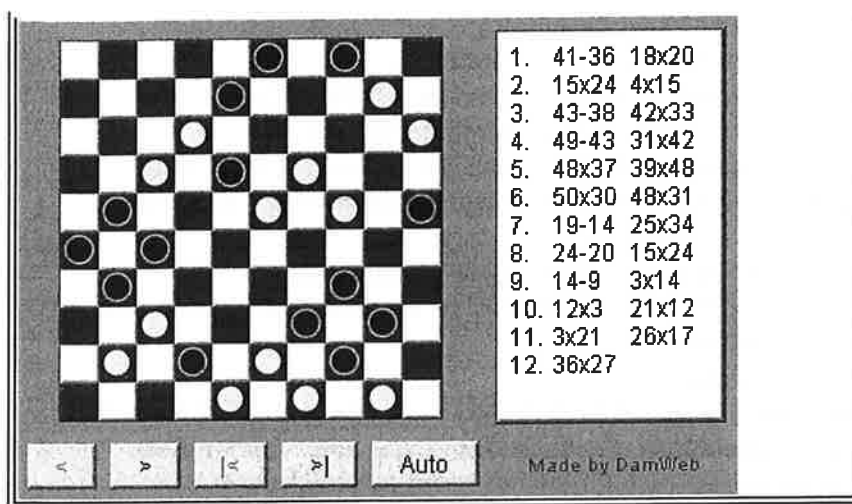 1. 41-36 18x20
2. 15x24 4x15
3. 43-38 42x33
4. 49-43 31x42
5. 48x37 39x48
6. 50x30 48x31
7. 19-14 25x34
8. 24-20 15x24
9. 14-9 3x14
10. 12x3 21x12
11. 3x21 26x17
12. 36x27
< > |< >| Auto Made by DamWeb